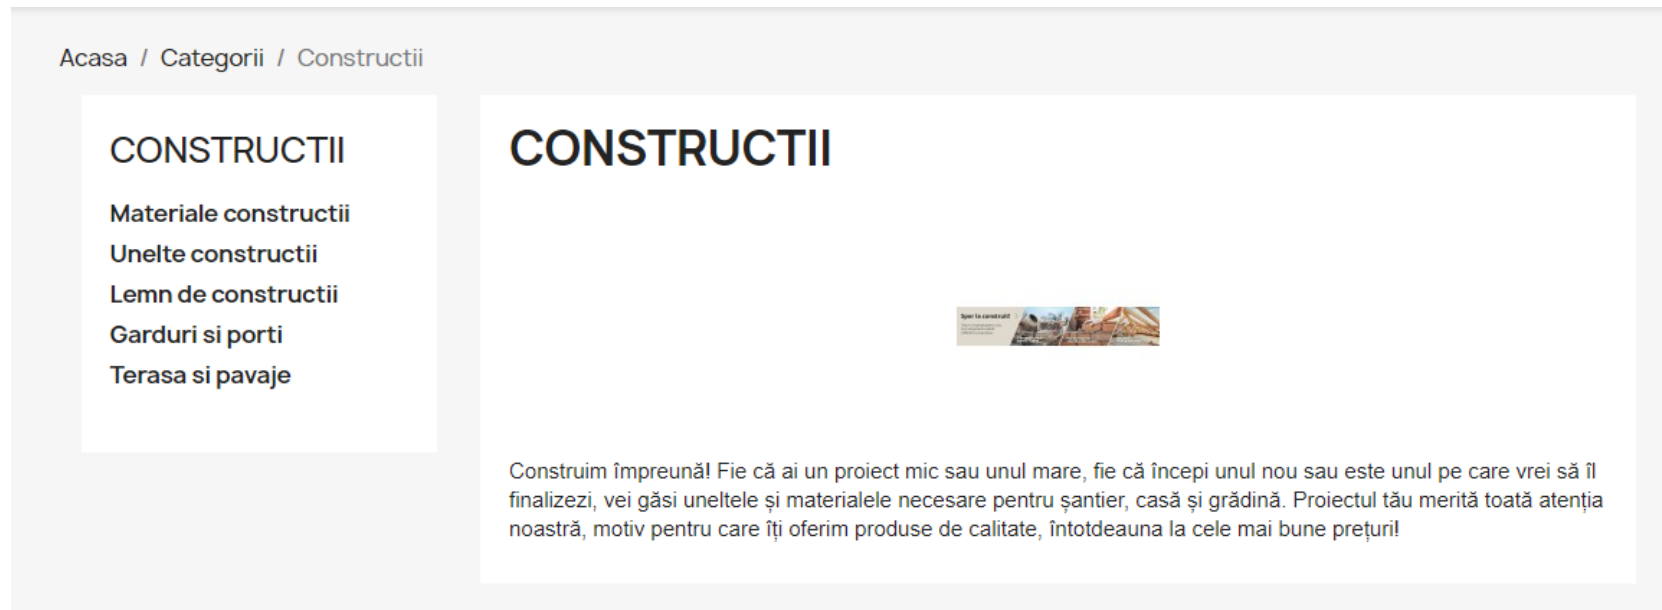 Acasa / Categorii / Constructii
CONSTRUCTII
Materiale constructii
Unelte constructii
Lemn de constructii
Garduri si porti
Terasa si pavaje
CONSTRUCTII
Construim împreună! Fie că ai un proiect mic sau unul mare, fie că începi unul nou sau este unul pe care vrei să îl
finalizezi, vei găsi uneltele și materialele necesare pentru șantier, casă și grădină. Proiectul tău merită toată atenția
noastră, motiv pentru care îți oferim produse de calitate, întotdeauna la cele mai bune prețuri!